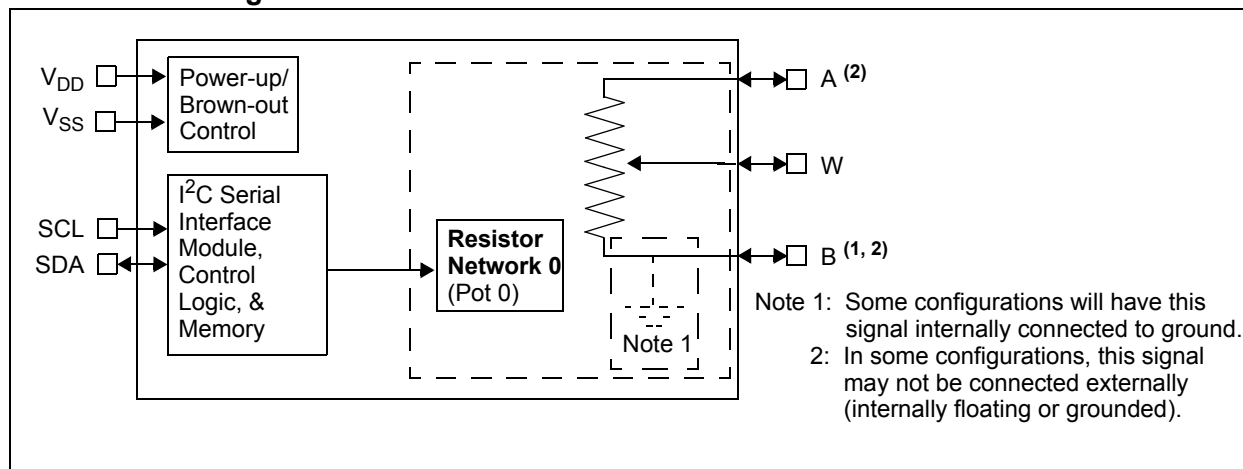 V_DD
V_SS
Power-up/
Brown-out
Control
SCL
SDA
I²C Serial
Interface
Module,
Control
Logic, &
Memory
Resistor
Network 0
(Pot 0)
Note 1
A (2)
W
B (1, 2)
Note 1: Some configurations will have this
signal internally connected to ground.
2: In some configurations, this signal
may not be connected externally
(internally floating or grounded).